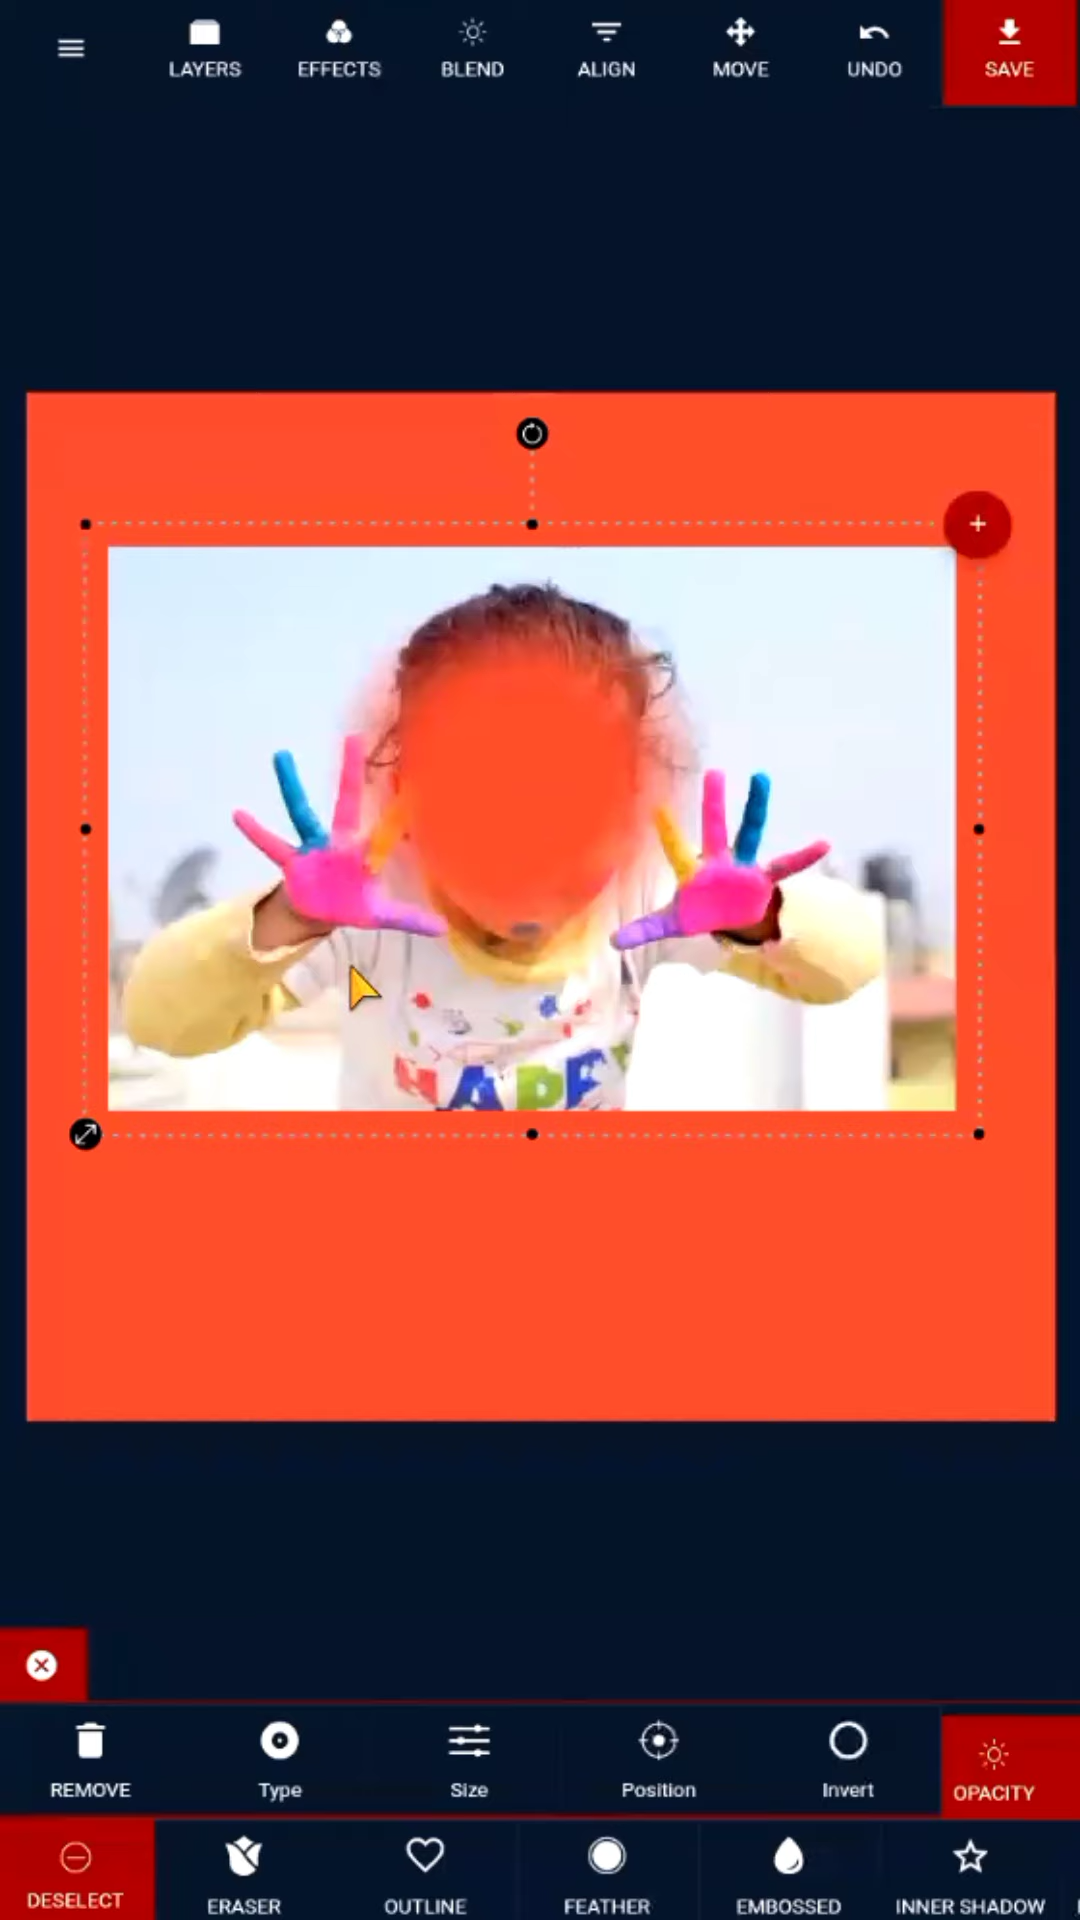 LAYERS EFFECTS BLEND ALIGN MOVE UNDO SAVE
REMOVE Type Size Position Invert OPACITY
DESELECT ERASER OUTLINE FEATHER EMBOSSED INNER SHADOW